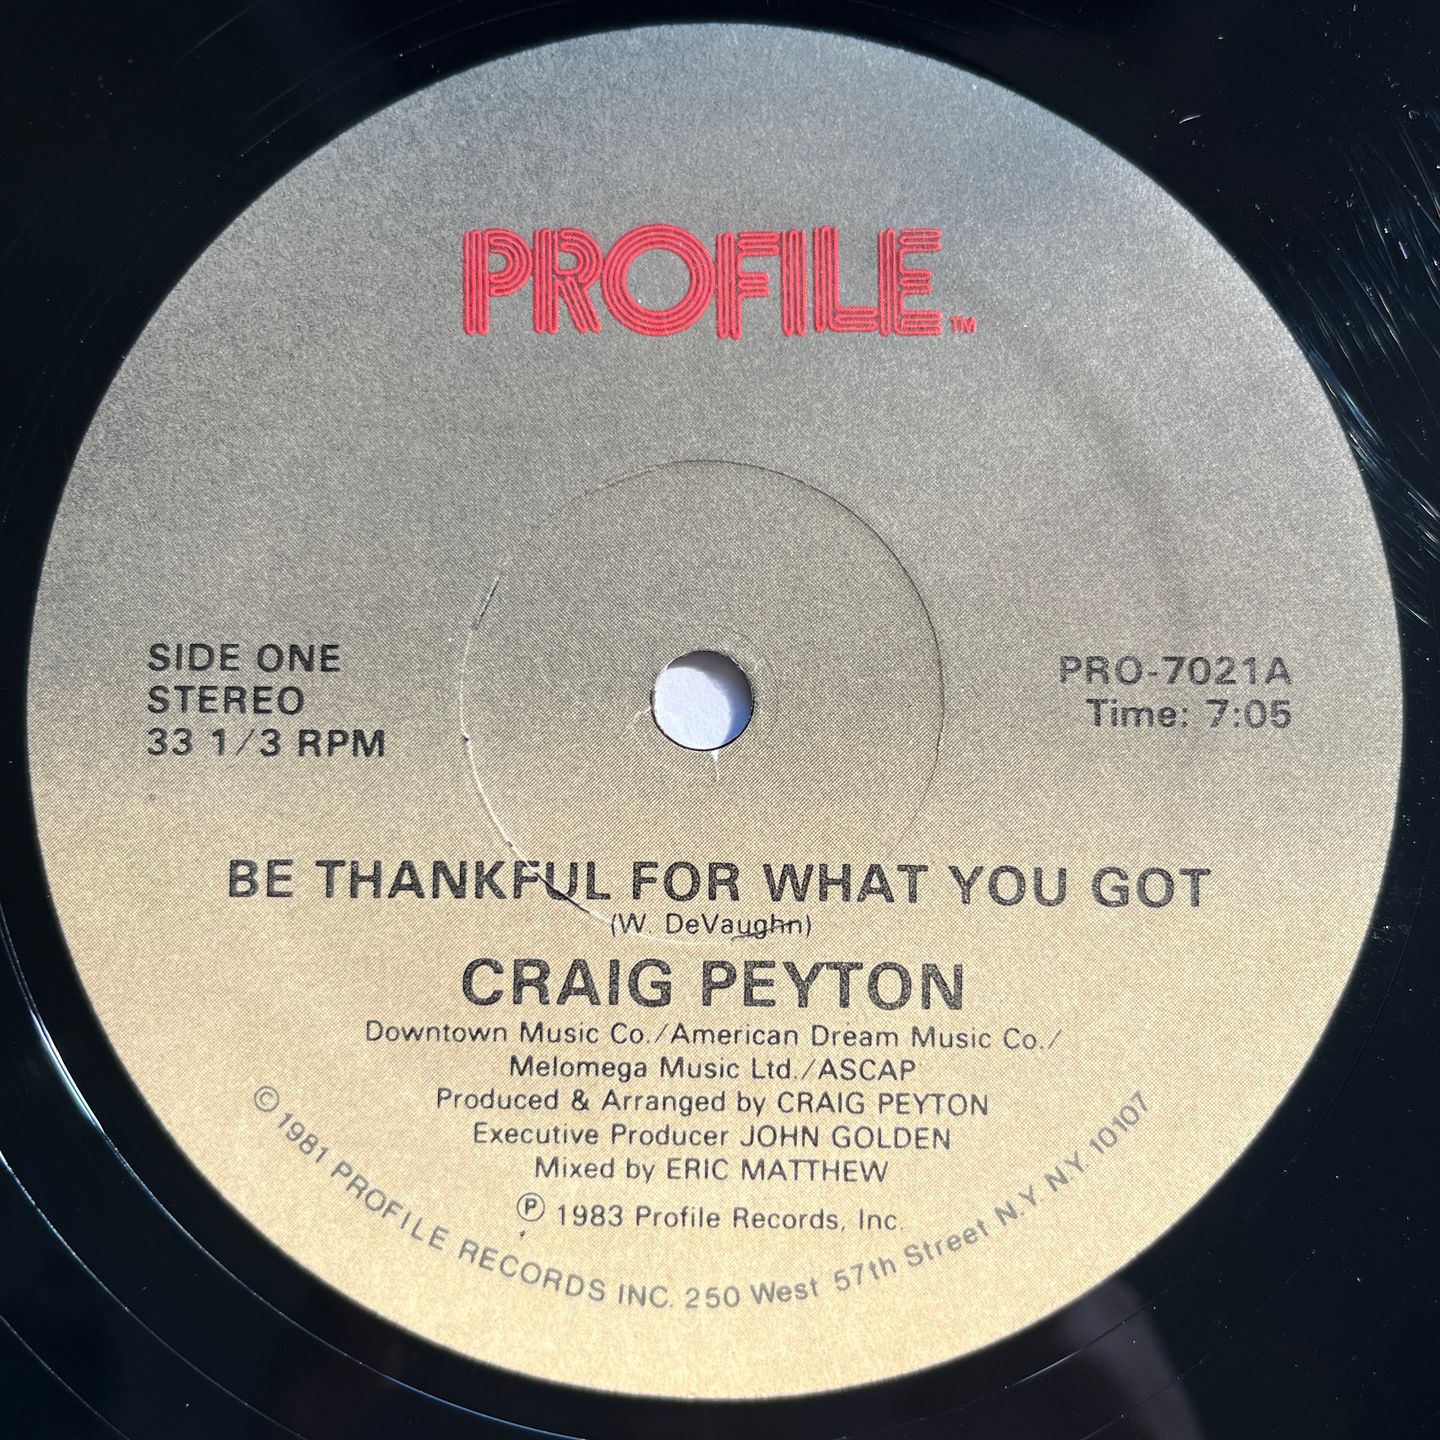 PROFILE TM
SIDE ONE
STEREO
33 1/3 RPM
PRO-7021A
Time: 7:05
BE THANKFUL FOR WHAT YOU GOT
(W. DeVaughn)
CRAIG PEYTON
Downtown Music Co./American Dream Music Co./
Melomega Music Ltd./ASCAP
Produced & Arranged by CRAIG PEYTON
Executive Producer JOHN GOLDEN
Mixed by ERIC MATTHEW
℗ 1983 Profile Records, Inc.
© 1981 PROFILE RECORDS INC. 250 West 57th Street N.Y. N.Y. 10107